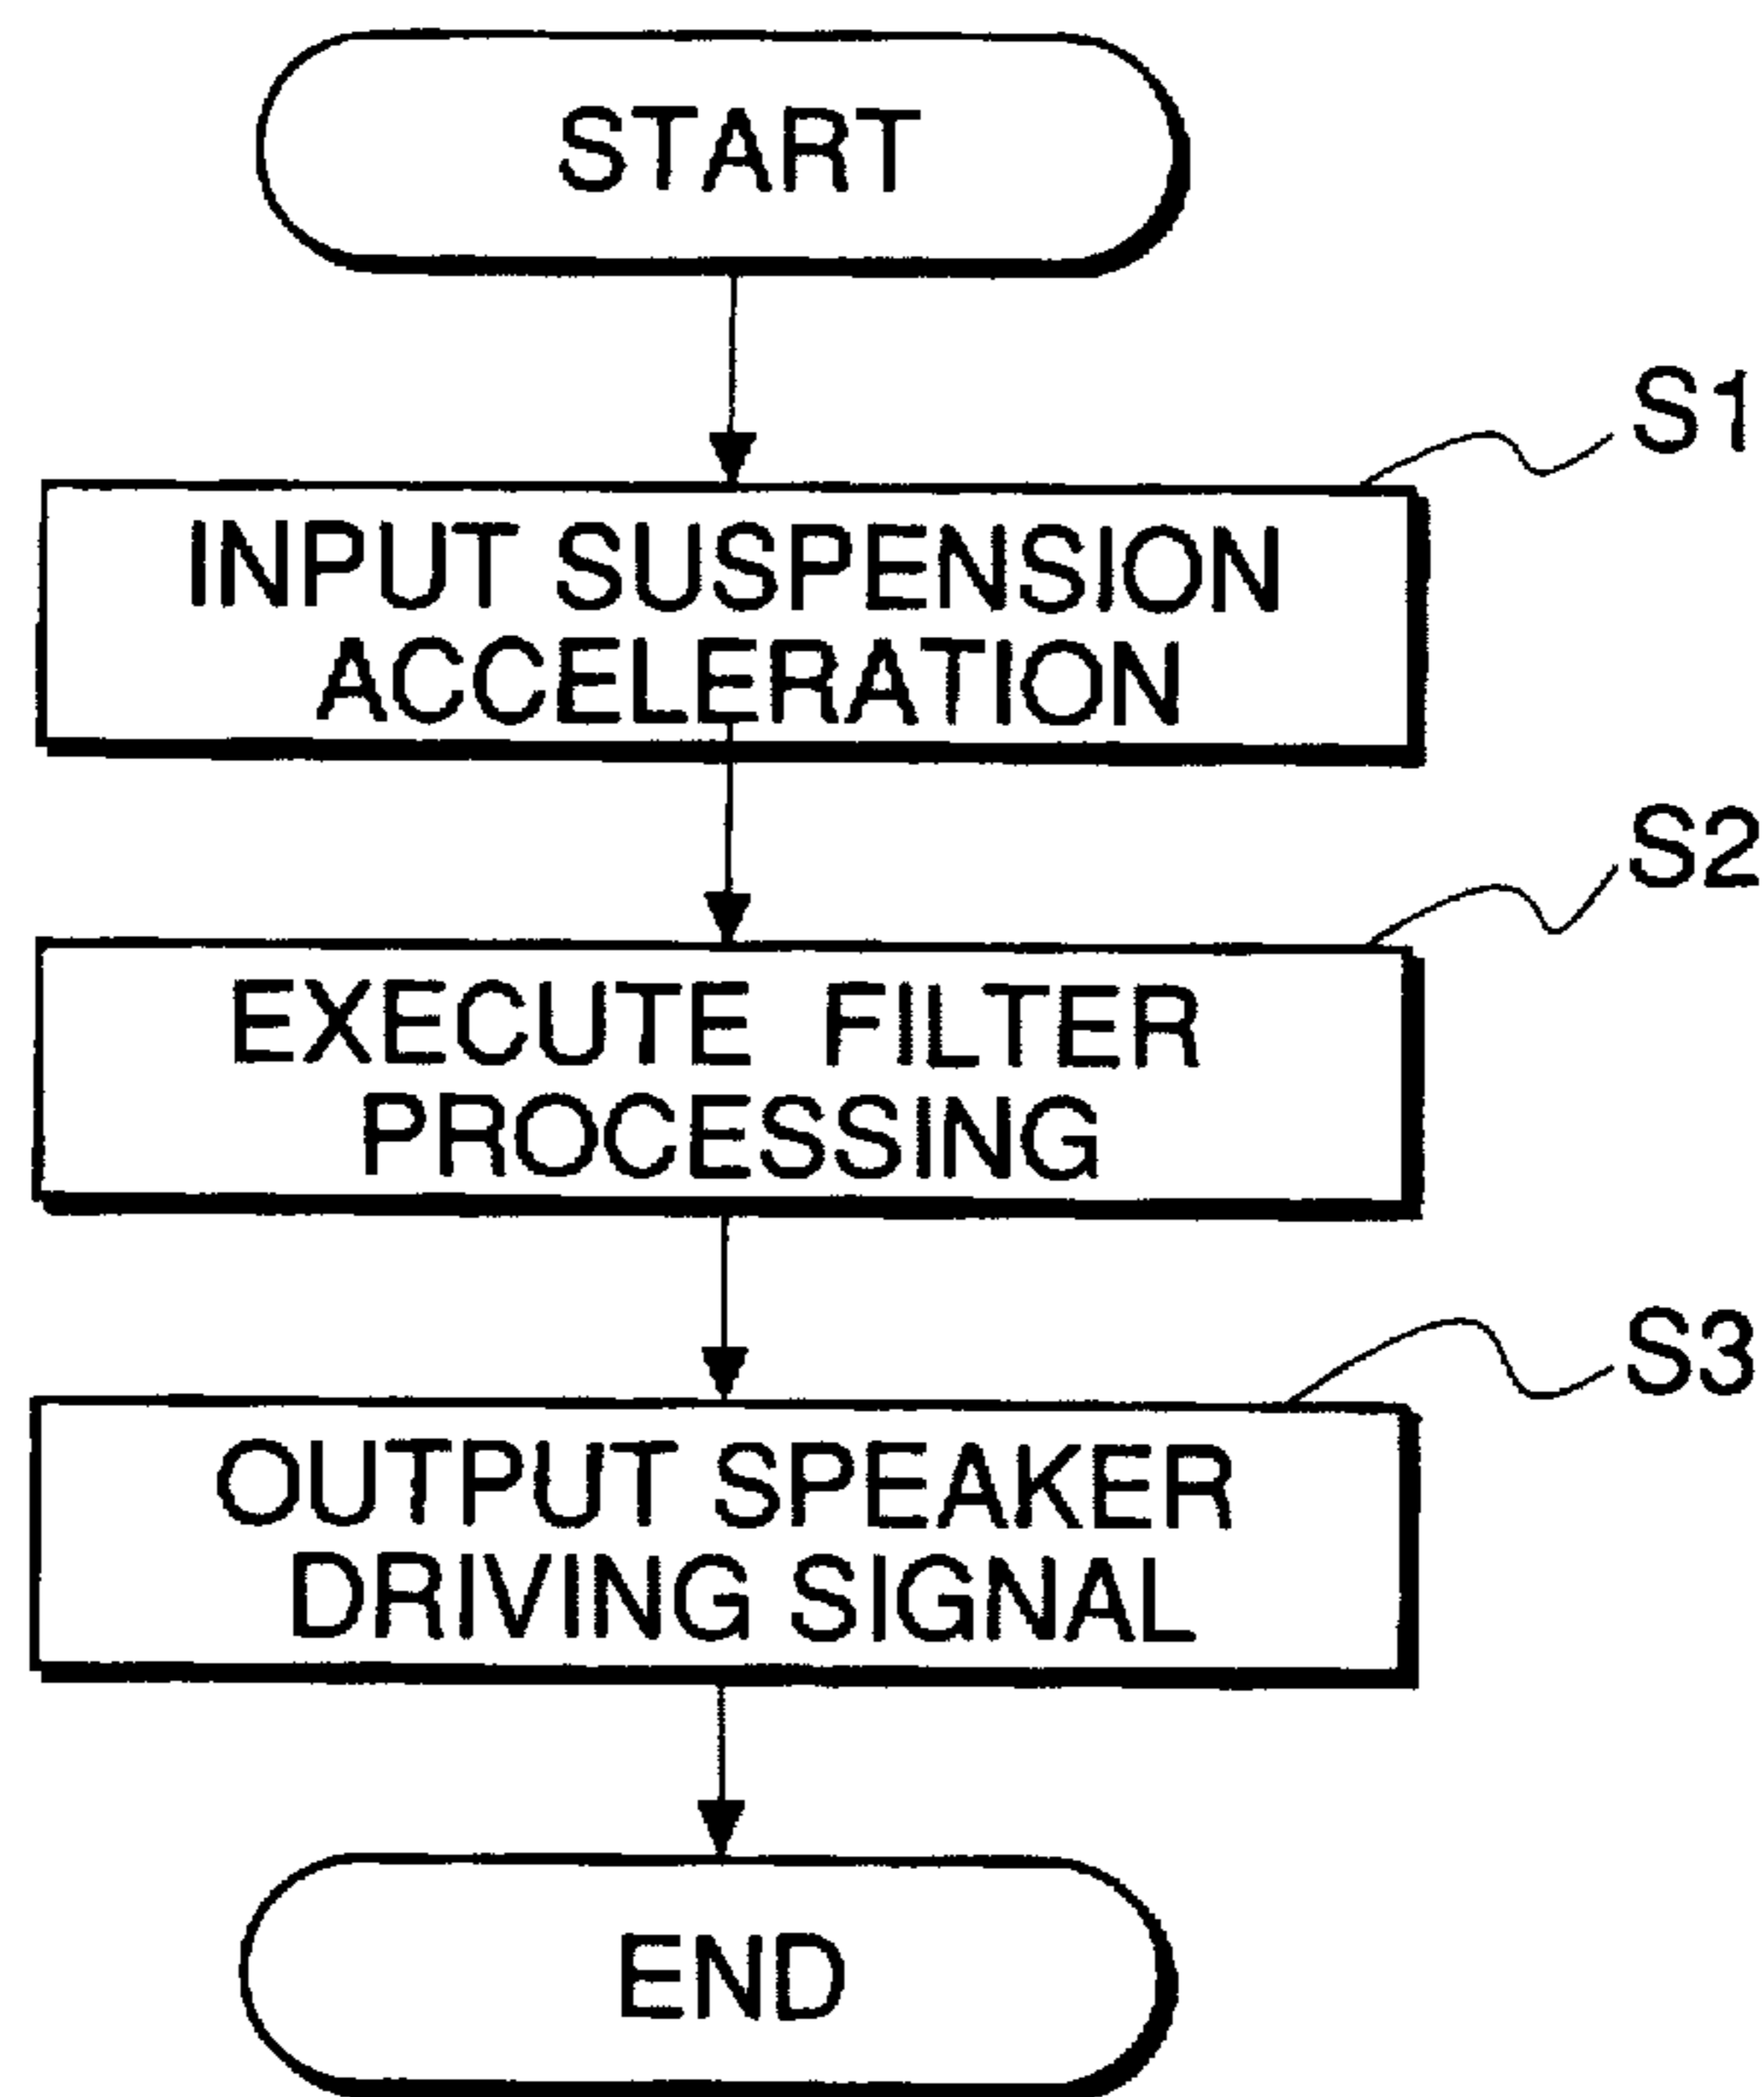 START
S1
INPUT SUSPENSION
ACCELERATION
S2
EXECUTE FILTER
PROCESSING
S3
OUTPUT SPEAKER
DRIVING SIGNAL
END